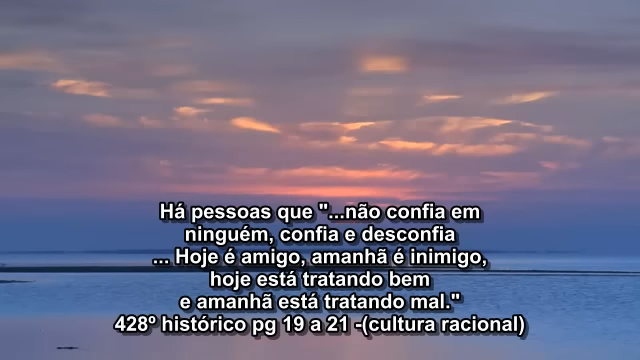 Há pessoas que "...não confia em
ninguém, confia e desconfia
... Hoje é amigo, amanhã é inimigo,
hoje está tratando bem
e amanhã está tratando mal."
428º histórico pg 19 a 21 -(cultura racional)